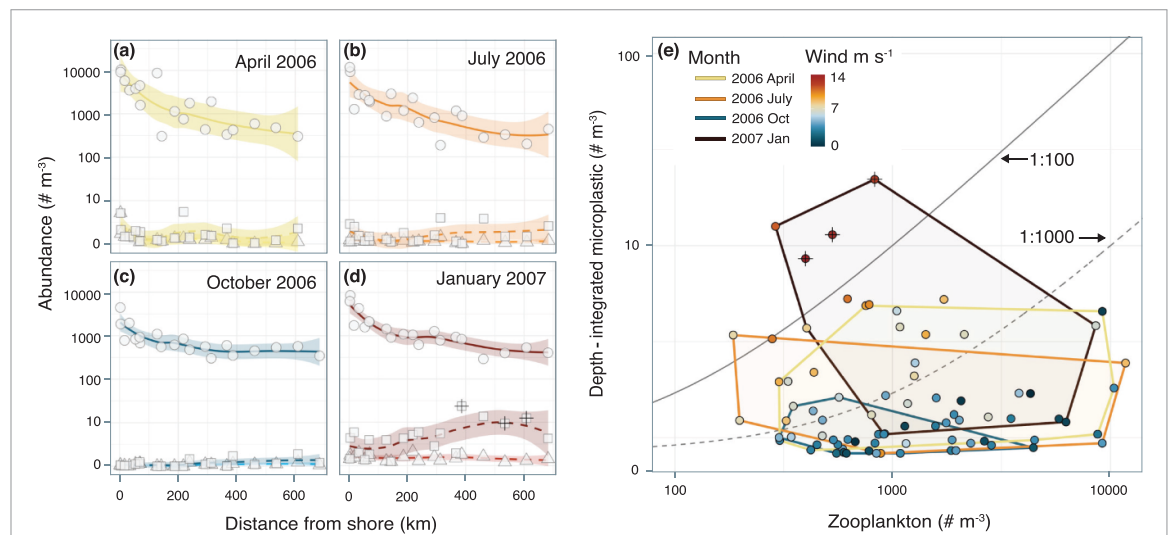 (a)
April 2006
(b)
July 2006
10000
1000
100
10
0
Abundance (# m⁻³)
(c)
October 2006
(d)
January 2007
10000
1000
100
10
0
0 200 400 600
0 200 400 600
Distance from shore (km)
(e)
Month
2006 April
2006 July
2006 Oct
2007 Jan
Wind m s⁻¹
14
7
0
1:100
1:1000
Depth - integrated microplastic (# m⁻³)
100
10
0
100 1000 10000
Zooplankton (# m⁻³)